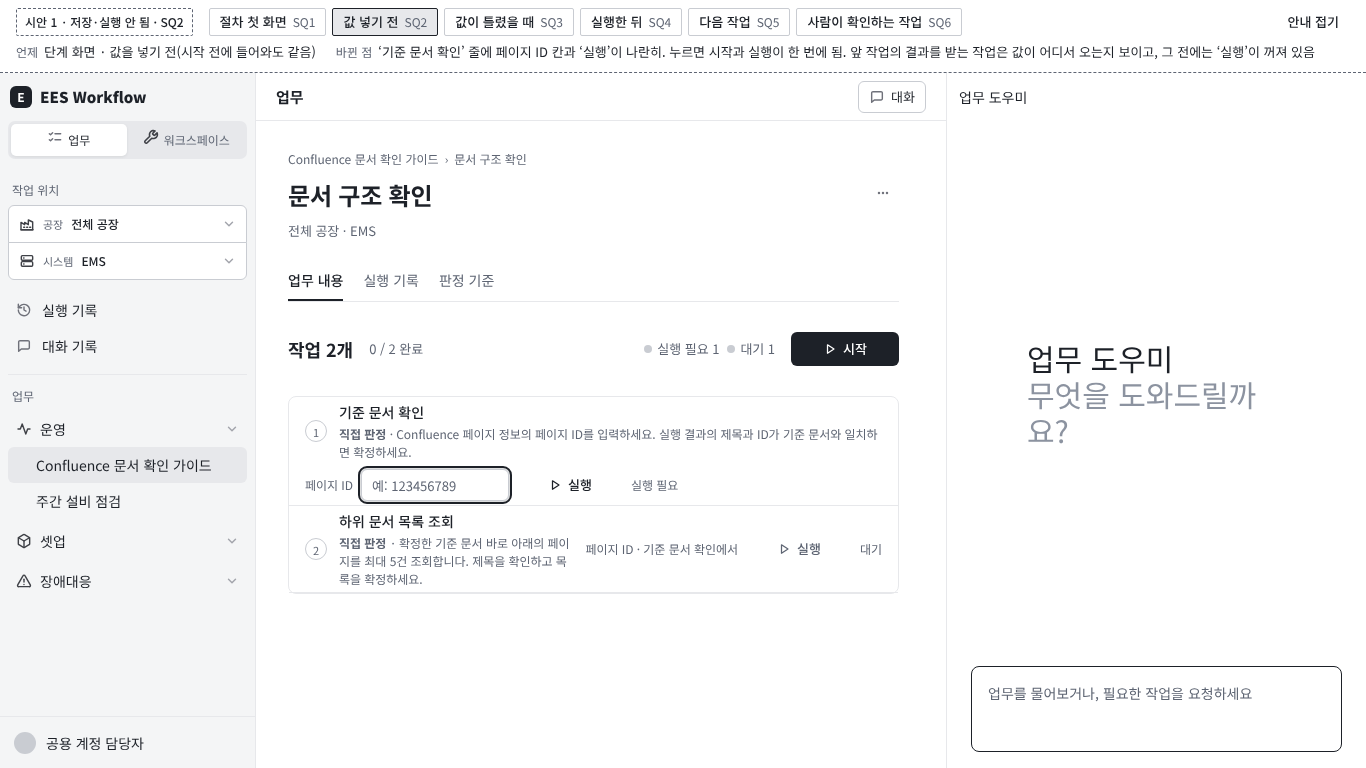 시안 1 · 저장·실행 안 됨 · SQ2
절차 첫 화면 SQ1
값 넣기 전 SQ2
값이 틀렸을 때 SQ3
실행한 뒤 SQ4
다음 작업 SQ5
사람이 확인하는 작업 SQ6
안내 접기
언제 단계 화면 · 값을 넣기 전(시작 전에 들어와도 같음)
바뀐 점 ‘기준 문서 확인’ 줄에 페이지 ID 칸과 ‘실행’이 나란히. 누르면 시작과 실행이 한 번에 됨. 앞 작업의 결과를 받는 작업은 값이 어디서 오는지 보이고, 그 전에는 ‘실행’이 꺼져 있음
E EES Workflow
업무
워크스페이스
작업 위치
공장 전체 공장
시스템 EMS
실행 기록
대화 기록
업무
운영
Confluence 문서 확인 가이드
주간 설비 점검
셋업
장애대응
공용 계정 담당자
업무
대화
Confluence 문서 확인 가이드 › 문서 구조 확인
문서 구조 확인
...
전체 공장 · EMS
업무 내용
실행 기록
판정 기준
작업 2개
0 / 2 완료
실행 필요 1
대기 1
시작
1
기준 문서 확인
직접 판정 · Confluence 페이지 정보의 페이지 ID를 입력하세요. 실행 결과의 제목과 ID가 기준 문서와 일치하
면 확정하세요.
페이지 ID
예: 123456789
실행
실행 필요
2
하위 문서 목록 조회
직접 판정 · 확정한 기준 문서 바로 아래의 페이
지를 최대 5건 조회합니다. 제목을 확인하고 목
록을 확정하세요.
페이지 ID · 기준 문서 확인에서
실행
대기
업무 도우미
업무 도우미
무엇을 도와드릴까
요?
업무를 물어보거나, 필요한 작업을 요청하세요